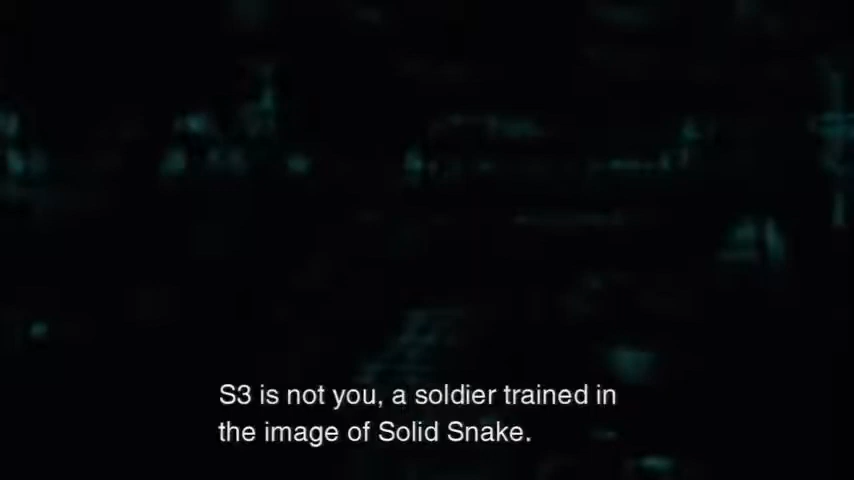 S3 is not you, a soldier trained in
the image of Solid Snake.